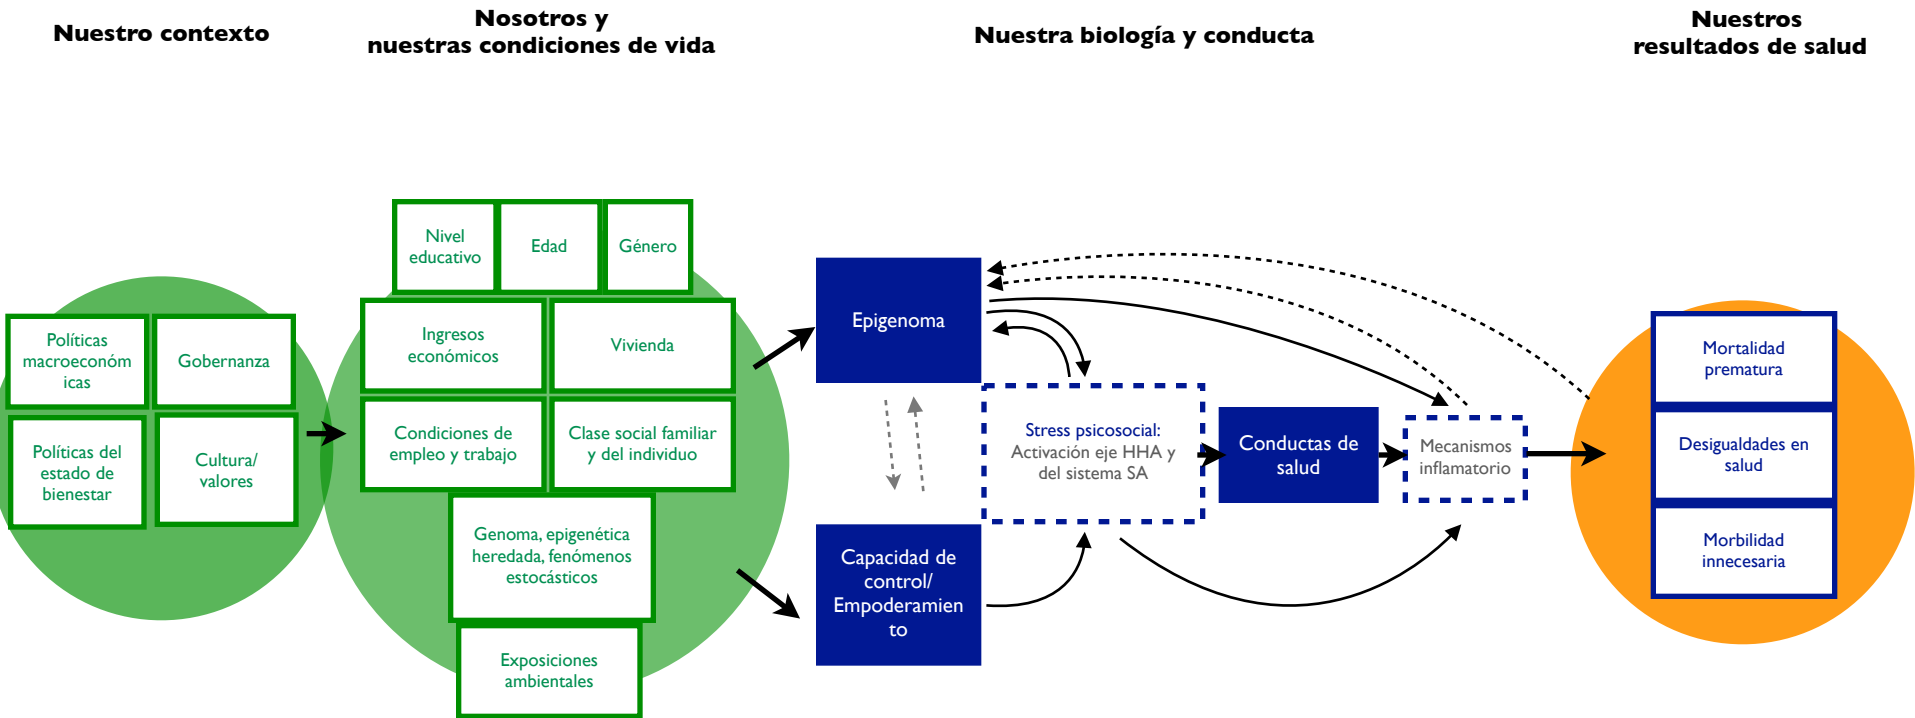 Nuestro contexto
Nosotros y
nuestras condiciones de vida
Nuestra biología y conducta
Nuestros
resultados de salud
Políticas
macroeconóm
icas
Gobernanza
Políticas del
estado de
bienestar
Cultura/
valores
Nivel
educativo
Edad
Género
Ingresos
económicos
Vivienda
Condiciones de
empleo y trabajo
Clase social familiar
y del individuo
Genoma, epigenética
heredada, fenómenos
estocásticos
Exposiciones
ambientales
Epigenoma
Capacidad de
control/
Empoderamien
to
Stress psicosocial:
Activación eje HHA y
del sistema SA
Conductas de
salud
Mecanismos
inflamatorio
Mortalidad
prematura
Desigualdades en
salud
Morbilidad
innecesaria